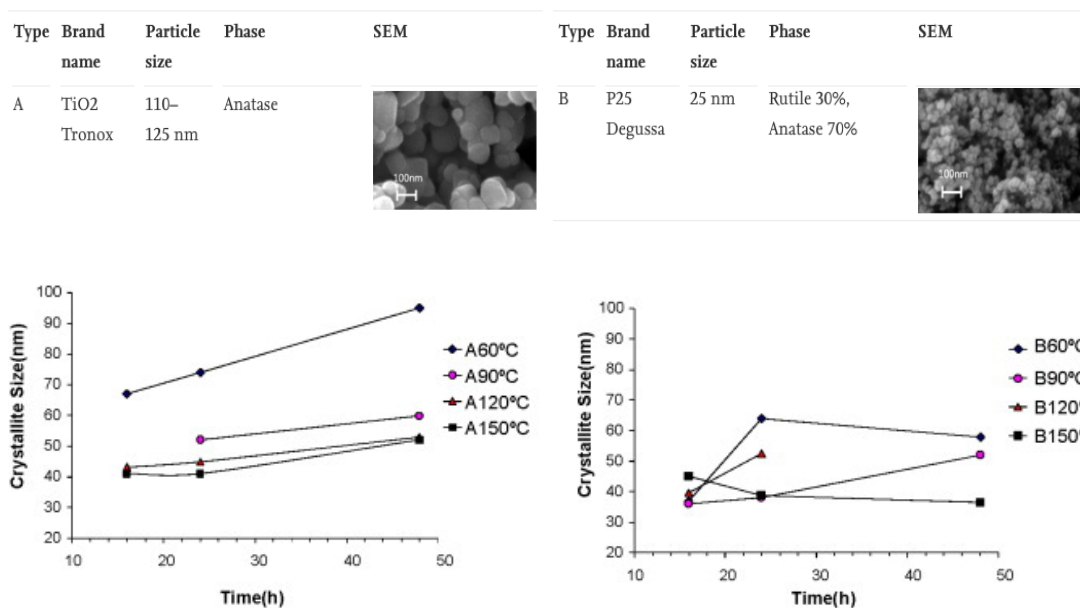 Type Brand name Particle size Phase SEM
A TiO2 Tronox 110– 125 nm Anatase
100nm
Type Brand name Particle size Phase SEM
B P25 Degussa 25 nm Rutile 30%, Anatase 70%
100nm
Crystallite Size(nm)
100
90
80
70
60
50
40
30
20
10 20 30 40 50
Time(h)
A60ºC
A90ºC
A120ºC
A150ºC
Crystallite Size(nm)
100
90
80
70
60
50
40
30
20
10 20 30 40 50
Time(h)
B60ºC
B90ºC
B120º
B150º